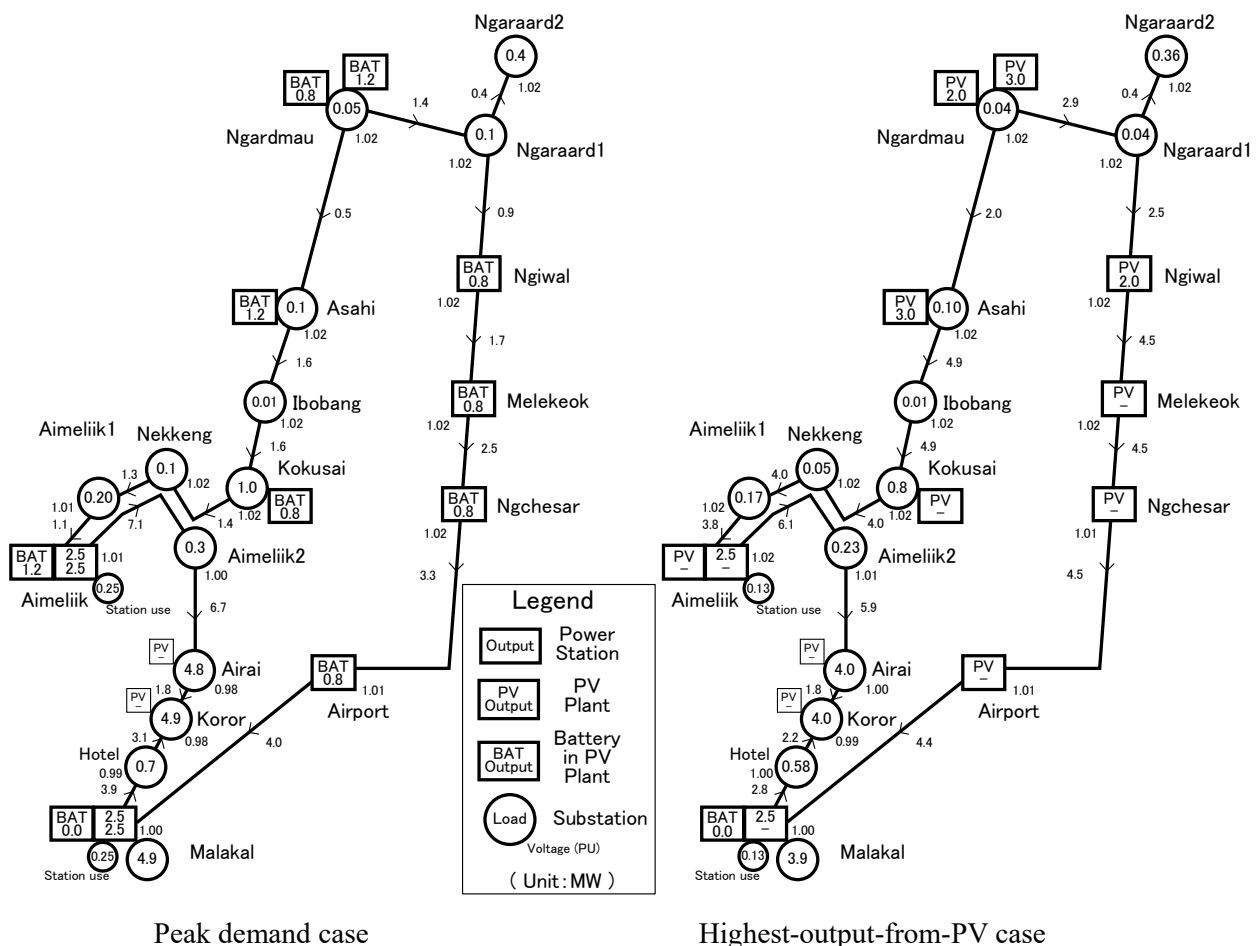 Ngaraard2
0.4
1.02
BAT
1.2
BAT
0.8
0.05
Ngardmau
1.02
1.4
0.4
0.1
1.02
Ngaraard1
0.5
0.9
BAT
0.8
Ngiwal
1.02
BAT
1.2
0.1
Asahi
1.02
1.7
1.6
0.01
Ibobang
1.02
BAT
0.8
Melekeok
1.02
Aimeliik1
Nekkeng
1.6
2.5
0.1
1.3
1.02
Kokusai
1.0
1.02
BAT
0.8
BAT
0.8
Ngchesar
1.02
0.20
1.01
1.1
7.1
1.4
0.3
Aimeliik2
1.00
BAT
1.2
2.5
2.5
1.01
Aimeliik
0.25
Station use
3.3
6.7
PV
–
4.8
Airai
0.98
1.8
BAT
0.8
1.01
Airport
PV
–
4.9
Koror
0.98
3.1
4.0
Hotel
0.7
0.99
3.9
BAT
0.0
2.5
2.5
1.00
Malakal
0.25
4.9
Station use
Legend
Output
Power
Station
PV
Output
PV
Plant
BAT
Output
Battery
in PV
Plant
Load
Substation
Voltage (PU)
( Unit:MW )
Ngaraard2
0.36
1.02
PV
3.0
PV
2.0
0.04
Ngardmau
1.02
2.9
0.4
0.04
1.02
Ngaraard1
2.0
2.5
PV
2.0
Ngiwal
1.02
PV
3.0
0.10
Asahi
1.02
4.5
4.9
0.01
Ibobang
1.02
PV
–
Melekeok
1.02
Aimeliik1
Nekkeng
4.9
4.5
0.05
4.0
1.02
Kokusai
0.8
1.02
PV
–
PV
–
Ngchesar
1.01
0.17
1.02
3.8
6.1
4.0
0.23
Aimeliik2
1.01
PV
–
2.5
–
1.02
Aimeliik
0.13
Station use
4.5
5.9
PV
–
4.0
Airai
1.00
1.8
PV
–
1.01
Airport
PV
–
4.0
Koror
0.99
2.2
4.4
Hotel
0.58
1.00
2.8
BAT
0.0
2.5
–
1.00
Malakal
0.13
3.9
Station use
Peak demand case
Highest-output-from-PV case